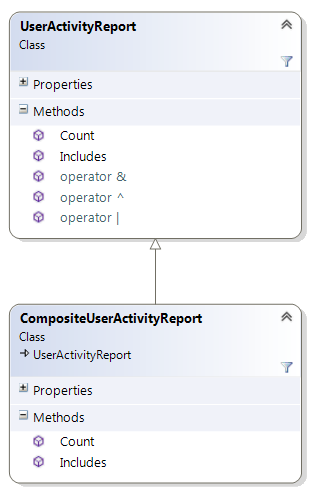 UserActivityReport
Class
Properties
Methods
Count
Includes
operator &
operator ^
operator |
CompositeUserActivityReport
Class
UserActivityReport
Properties
Methods
Count
Includes